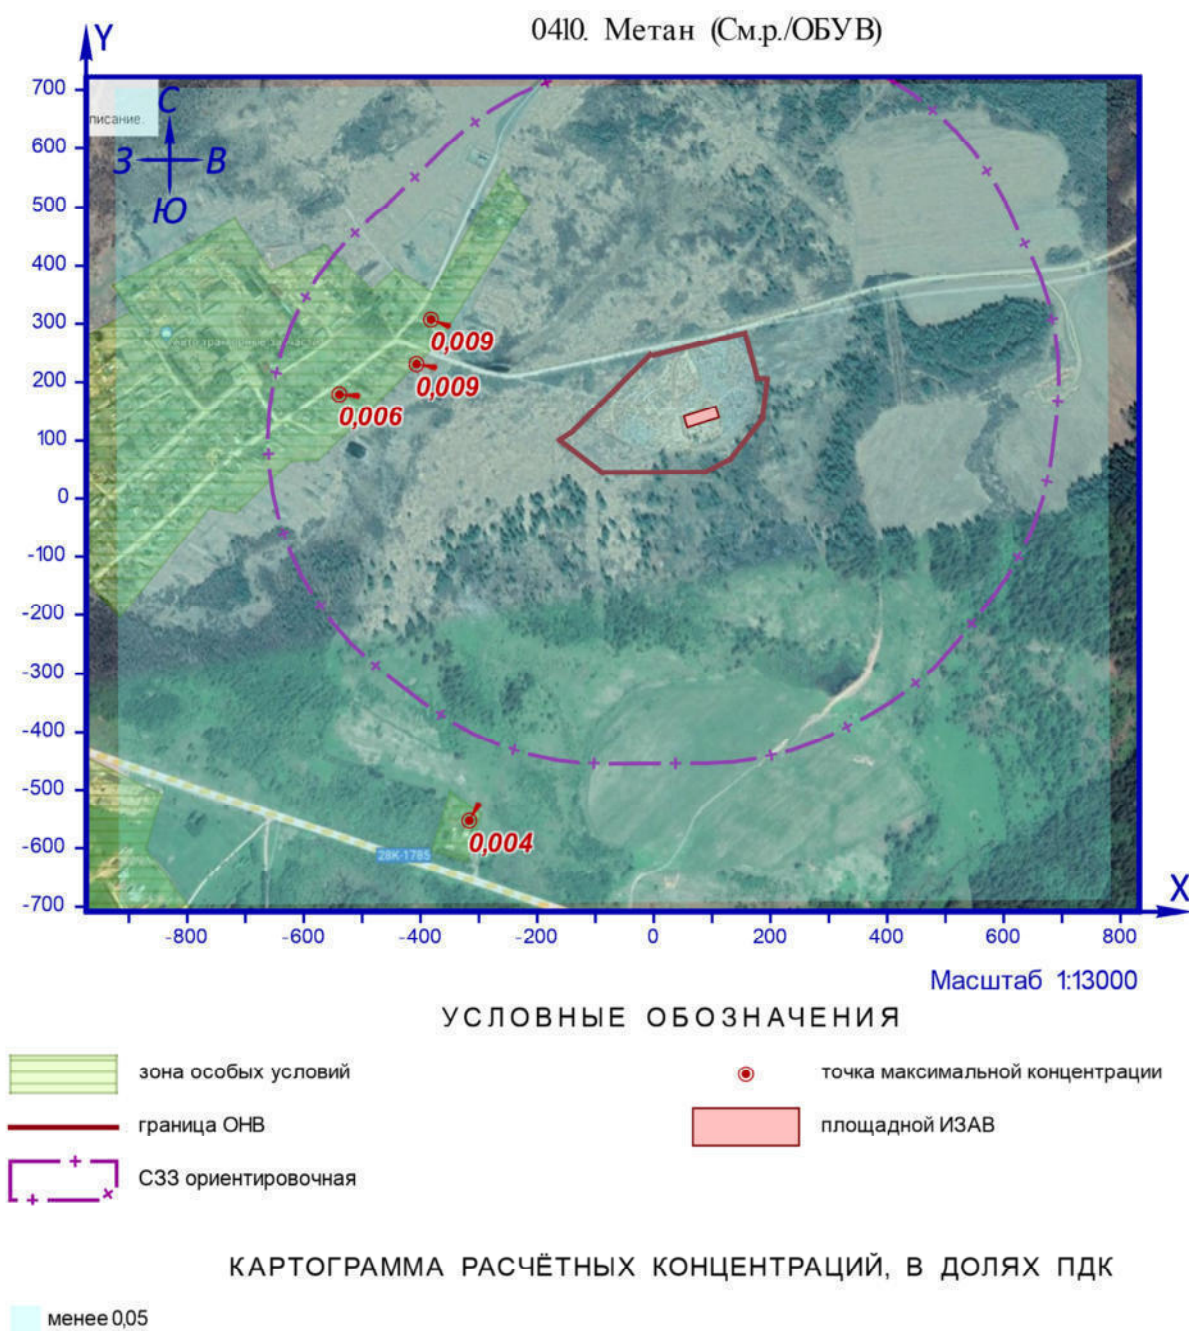 0410. Метан (См.р./ОБУВ)
Y
700
писание.
С
600
З
В
500
Ю
400
300
0,009
200
0,009
0,006
100
0
-100
-200
-300
-400
-500
-600
0,004
28К-1785
-700
X
-800
-600
-400
-200
0
200
400
600
800
Масштаб 1:13000
УСЛОВНЫЕ ОБОЗНАЧЕНИЯ
зона особых условий
точка максимальной концентрации
граница ОНВ
площадной ИЗАВ
СЗЗ ориентировочная
КАРТОГРАММА РАСЧЁТНЫХ КОНЦЕНТРАЦИЙ, В ДОЛЯХ ПДК
менее 0,05